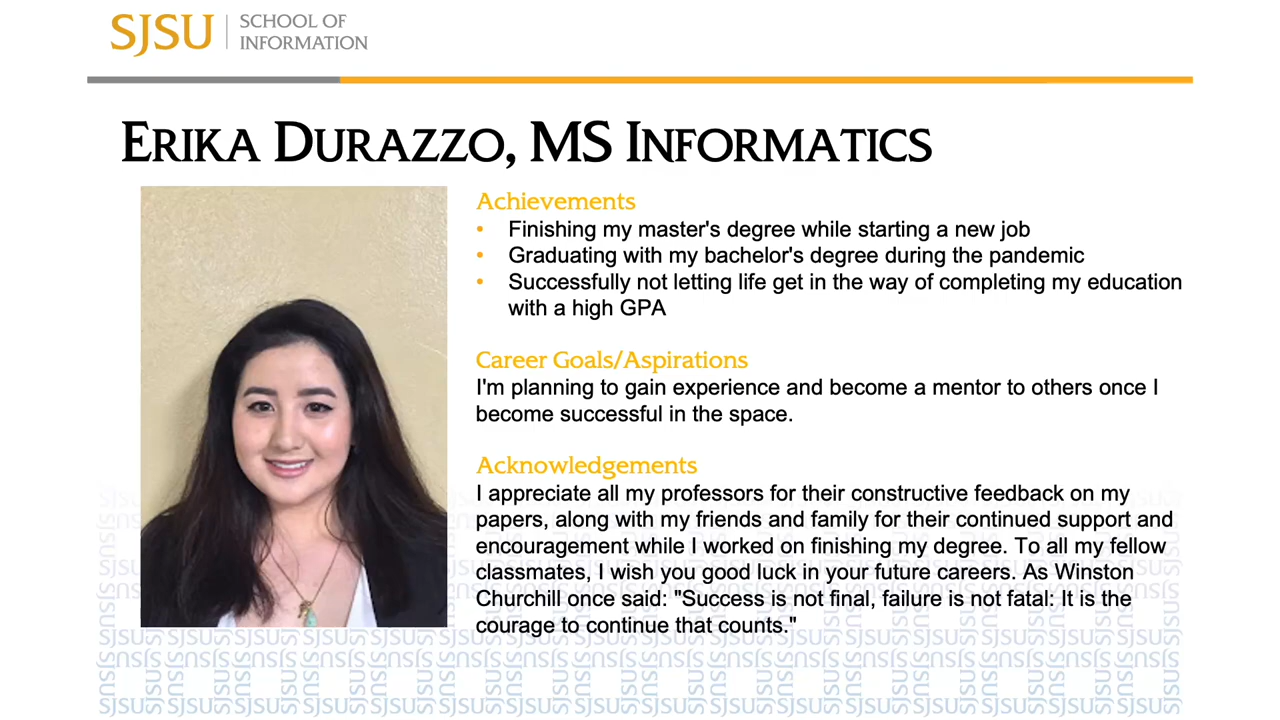 SJSU SCHOOL OF
INFORMATION
ERIKA DURAZZO, MS INFORMATICS
Achievements
• Finishing my master's degree while starting a new job
• Graduating with my bachelor's degree during the pandemic
• Successfully not letting life get in the way of completing my education
with a high GPA
Career Goals/Aspirations
I'm planning to gain experience and become a mentor to others once I
become successful in the space.
Acknowledgements
I appreciate all my professors for their constructive feedback on my
papers, along with my friends and family for their continued support and
encouragement while I worked on finishing my degree. To all my fellow
classmates, I wish you good luck in your future careers. As Winston
Churchill once said: "Success is not final, failure is not fatal: It is the
courage to continue that counts."